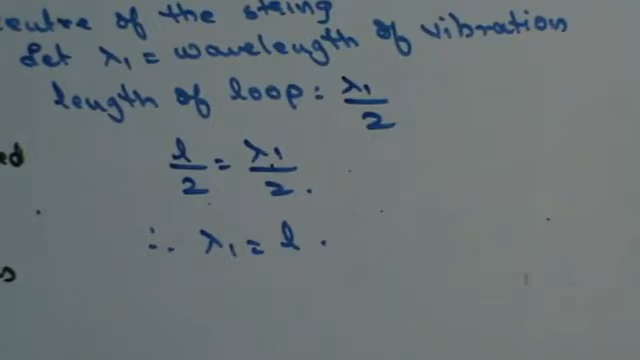 centre of the string
Let λ₁ = wavelength of vibration
length of loop = λ₁/2
l/2 = λ₁/2.
∴ λ₁ = l.